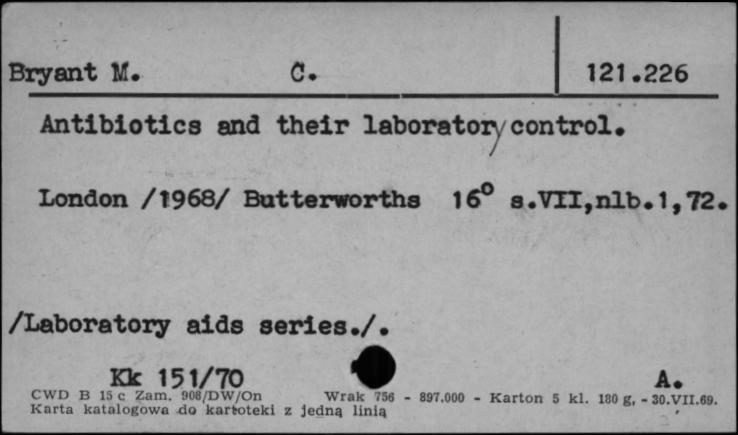 Bryant M. C. 121.226
Antibiotics and their laboratory control.
London /1968/ Butterworths 16° s.VII,nlb.1,72.
/Laboratory aids series./.
Kk 151/70 A.
CWD B 15 c Zam. 908/DW/On Wrak 756 - 897.000 - Karton 5 kl. 180 g, - 30.VII.69.
Karta katalogowa do kartoteki z jedną linią